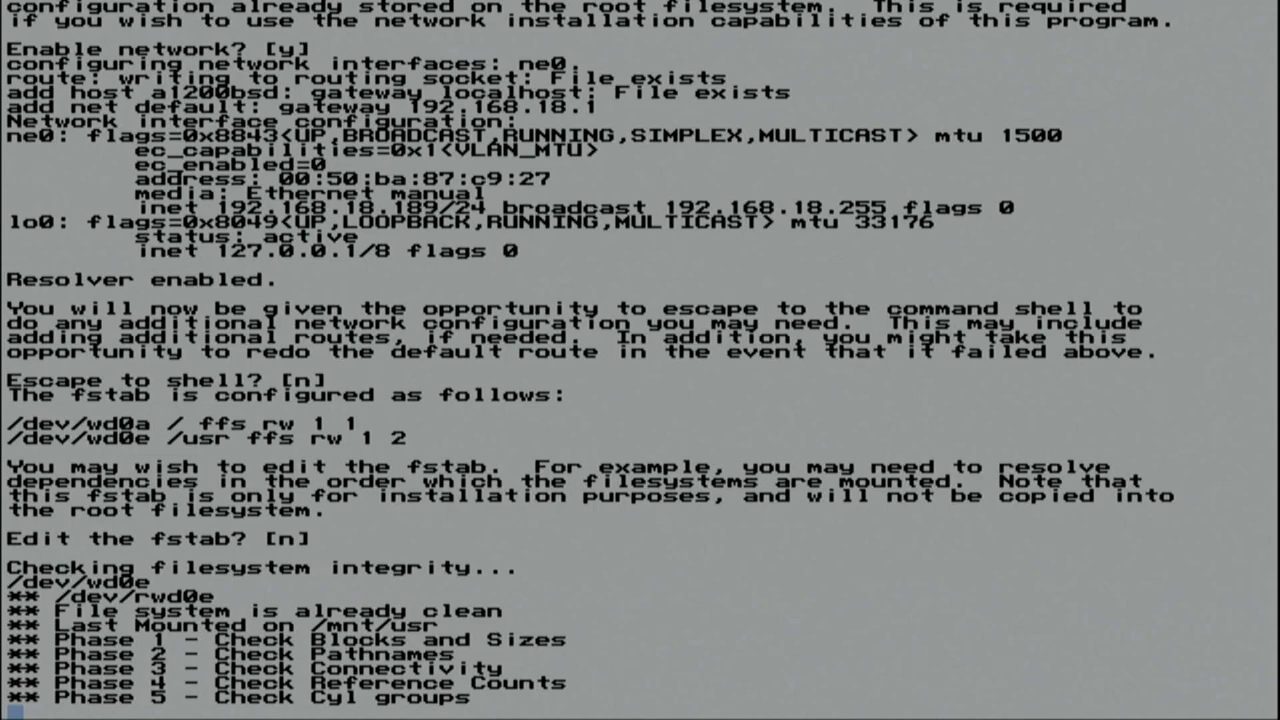 configuration already stored on the root filesystem.  This is required
if you wish to use the network installation capabilities of this program.
Enable network? [y]
configuring network interfaces: ne0.
route: writing to routing socket: File exists
add host a1200bsd: gateway localhost: File exists
add net default: gateway 192.168.18.1
Network interface configuration:
ne0: flags=0x8843<UP,BROADCAST,RUNNING,SIMPLEX,MULTICAST> mtu 1500
ec_capabilities=0x1<VLAN_MTU>
ec_enabled=0
address: 00:50:ba:87:c9:27
media: Ethernet manual
inet 192.168.18.189/24 broadcast 192.168.18.255 flags 0
lo0: flags=0x8049<UP,LOOPBACK,RUNNING,MULTICAST> mtu 33176
status: active
inet 127.0.0.1/8 flags 0
Resolver enabled.
You will now be given the opportunity to escape to the command shell to
do any additional network configuration you may need.  This may include
adding additional routes, if needed.  In addition, you might take this
opportunity to redo the default route in the event that it failed above.
Escape to shell? [n]
The fstab is configured as follows:
/dev/wd0a / ffs rw 1 1
/dev/wd0e /usr ffs rw 1 2
You may wish to edit the fstab.  For example, you may need to resolve
dependencies in the order which the filesystems are mounted.  Note that
this fstab is only for installation purposes, and will not be copied into
the root filesystem.
Edit the fstab? [n]
Checking filesystem integrity...
/dev/wd0e
** /dev/rwd0e
** File system is already clean
** Last Mounted on /mnt/usr
** Phase 1 - Check Blocks and Sizes
** Phase 2 - Check Pathnames
** Phase 3 - Check Connectivity
** Phase 4 - Check Reference Counts
** Phase 5 - Check Cyl groups